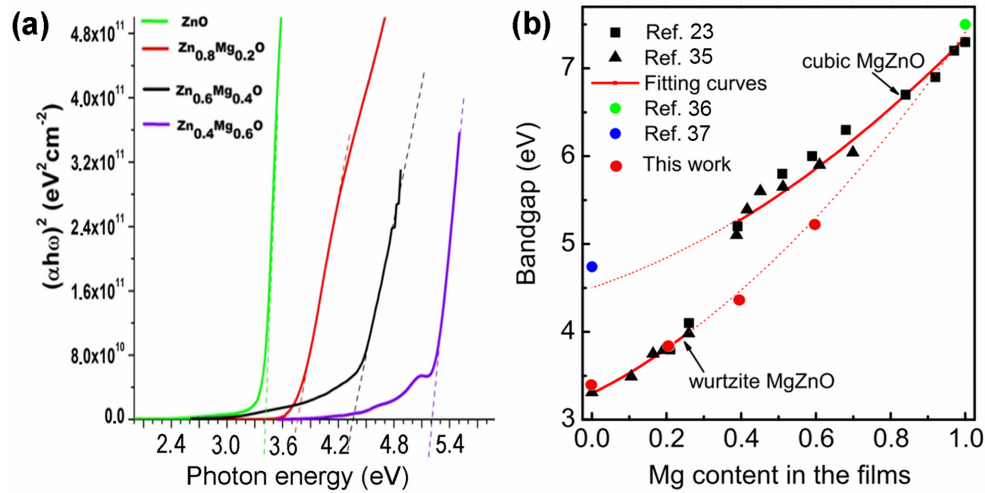 (a)
ZnO
Zn0.8Mg0.2O
Zn0.6Mg0.4O
Zn0.4Mg0.6O
4.8x10^11
4.0x10^11
3.2x10^11
2.4x10^11
1.6x10^11
8.0x10^10
0.0
(αhω)^2 (eV^2cm^-2)
2.4 3.0 3.6 4.2 4.8 5.4
Photon energy (eV)
(b)
Ref. 23
Ref. 35
Fitting curves
Ref. 36
Ref. 37
This work
cubic MgZnO
wurtzite MgZnO
7
6
5
4
3
Bandgap (eV)
0.0 0.2 0.4 0.6 0.8 1.0
Mg content in the films